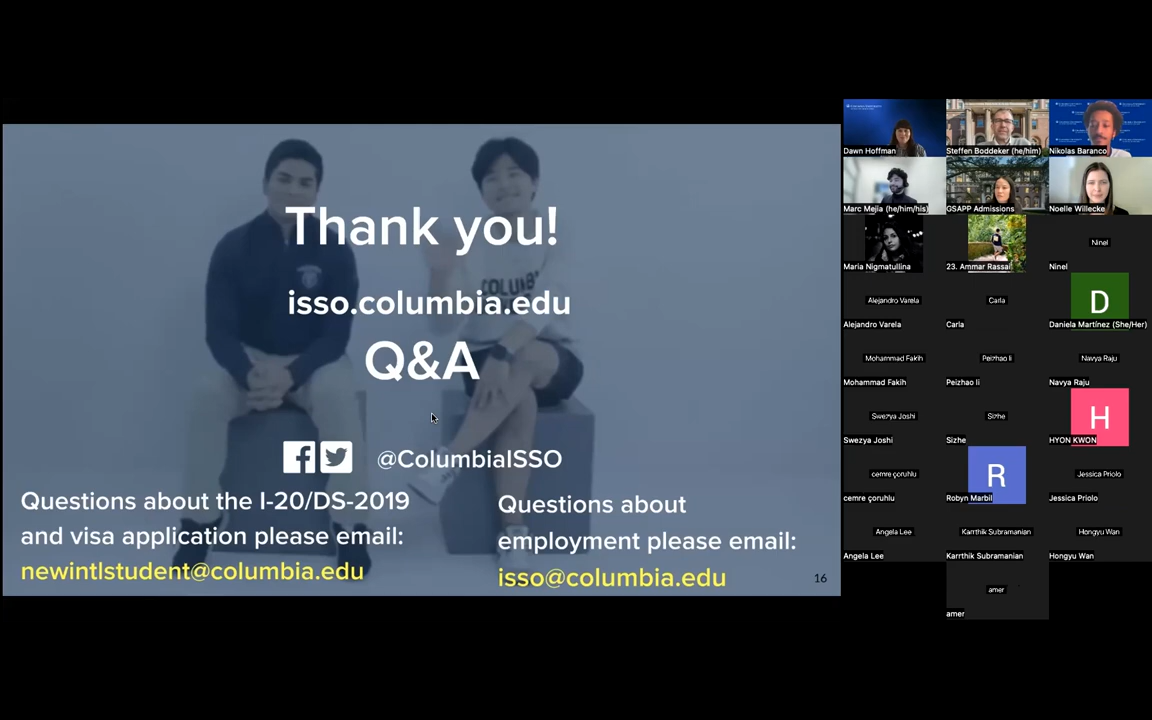 Thank you!
isso.columbia.edu
Q&A
@ColumbiaISSO
Questions about the I-20/DS-2019
and visa application please email:
newintlstudent@columbia.edu
Questions about
employment please email:
isso@columbia.edu
16
COLUMB
Dawn Hoffman
Steffen Boddeker (he/him)
Nikolas Baranco
Marc Mejia (he/him/his)
GSAPP Admissions
Noelle Willecke
Maria Nigmatullina
23. Ammar Rassai
Ninel
Ninel
Alejandro Varela
Alejandro Varela
Carla
Carla
D
Daniela Martínez (She/Her)
Mohammad Fakih
Mohammad Fakih
Peizhao li
Peizhao li
Navya Raju
Navya Raju
Swezya Joshi
Swezya Joshi
Sizhe
Sizhe
H
HYON KWON
cemre çoruhlu
cemre çoruhlu
R
Robyn Marbil
Jessica Priolo
Jessica Priolo
Angela Lee
Angela Lee
Karrthik Subramanian
Karrthik Subramanian
Hongyu Wan
Hongyu Wan
amer
amer